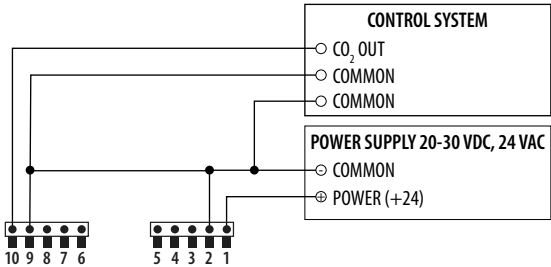 CONTROL SYSTEM
CO₂ OUT
COMMON
COMMON
POWER SUPPLY 20-30 VDC, 24 VAC
- COMMON
+ POWER (+24)
10 9 8 7 6 5 4 3 2 1